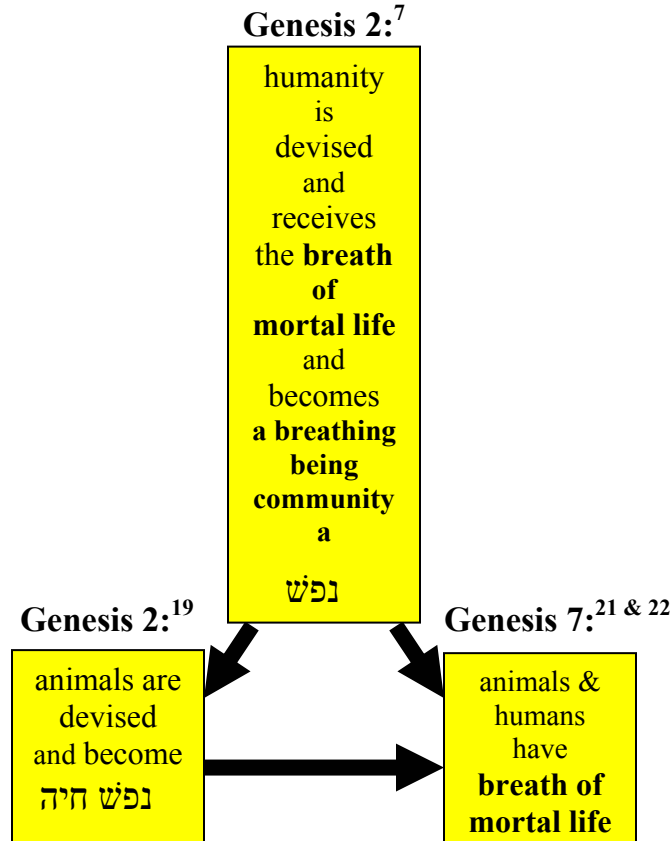 Genesis 2:7
humanity
is
devised
and
receives
the breath
of
mortal life
and
becomes
a breathing
being
community
a
נפשׁ
Genesis 2:19
animals are
devised
and become
נפשׁ חיה
Genesis 7:21 & 22
animals &
humans
have
breath of
mortal life